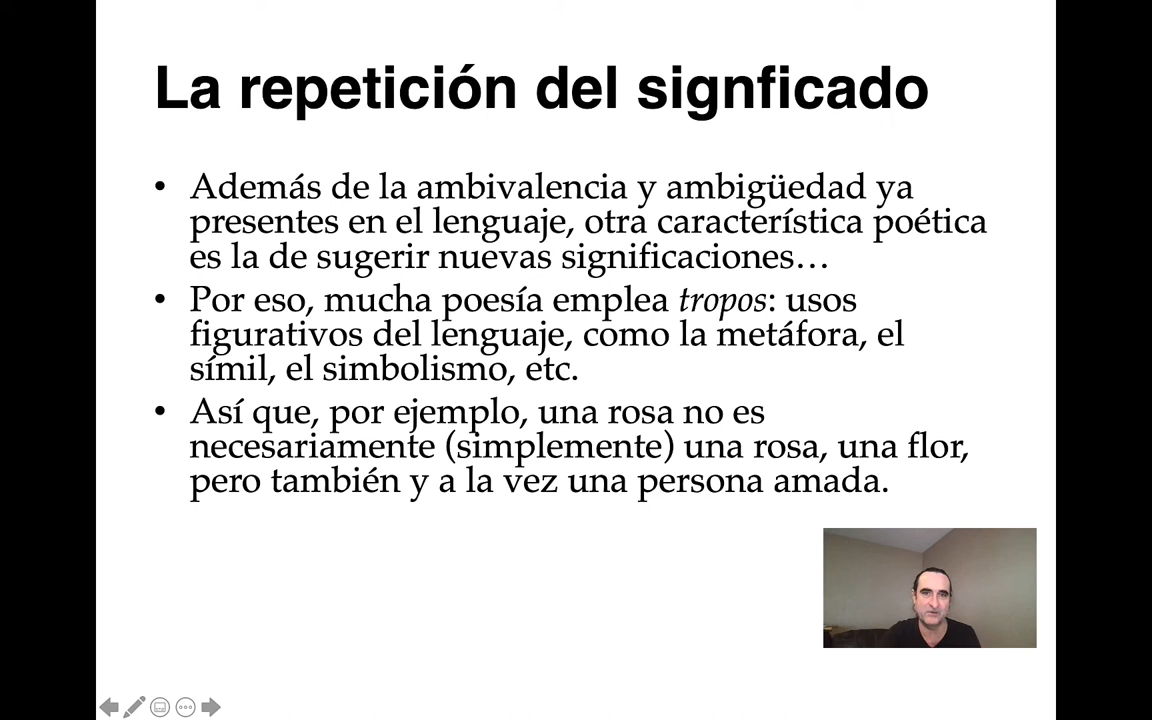 La repetición del signficado
• Además de la ambivalencia y ambigüedad ya
presentes en el lenguaje, otra característica poética
es la de sugerir nuevas significaciones…
• Por eso, mucha poesía emplea tropos: usos
figurativos del lenguaje, como la metáfora, el
símil, el simbolismo, etc.
• Así que, por ejemplo, una rosa no es
necesariamente (simplemente) una rosa, una flor,
pero también y a la vez una persona amada.